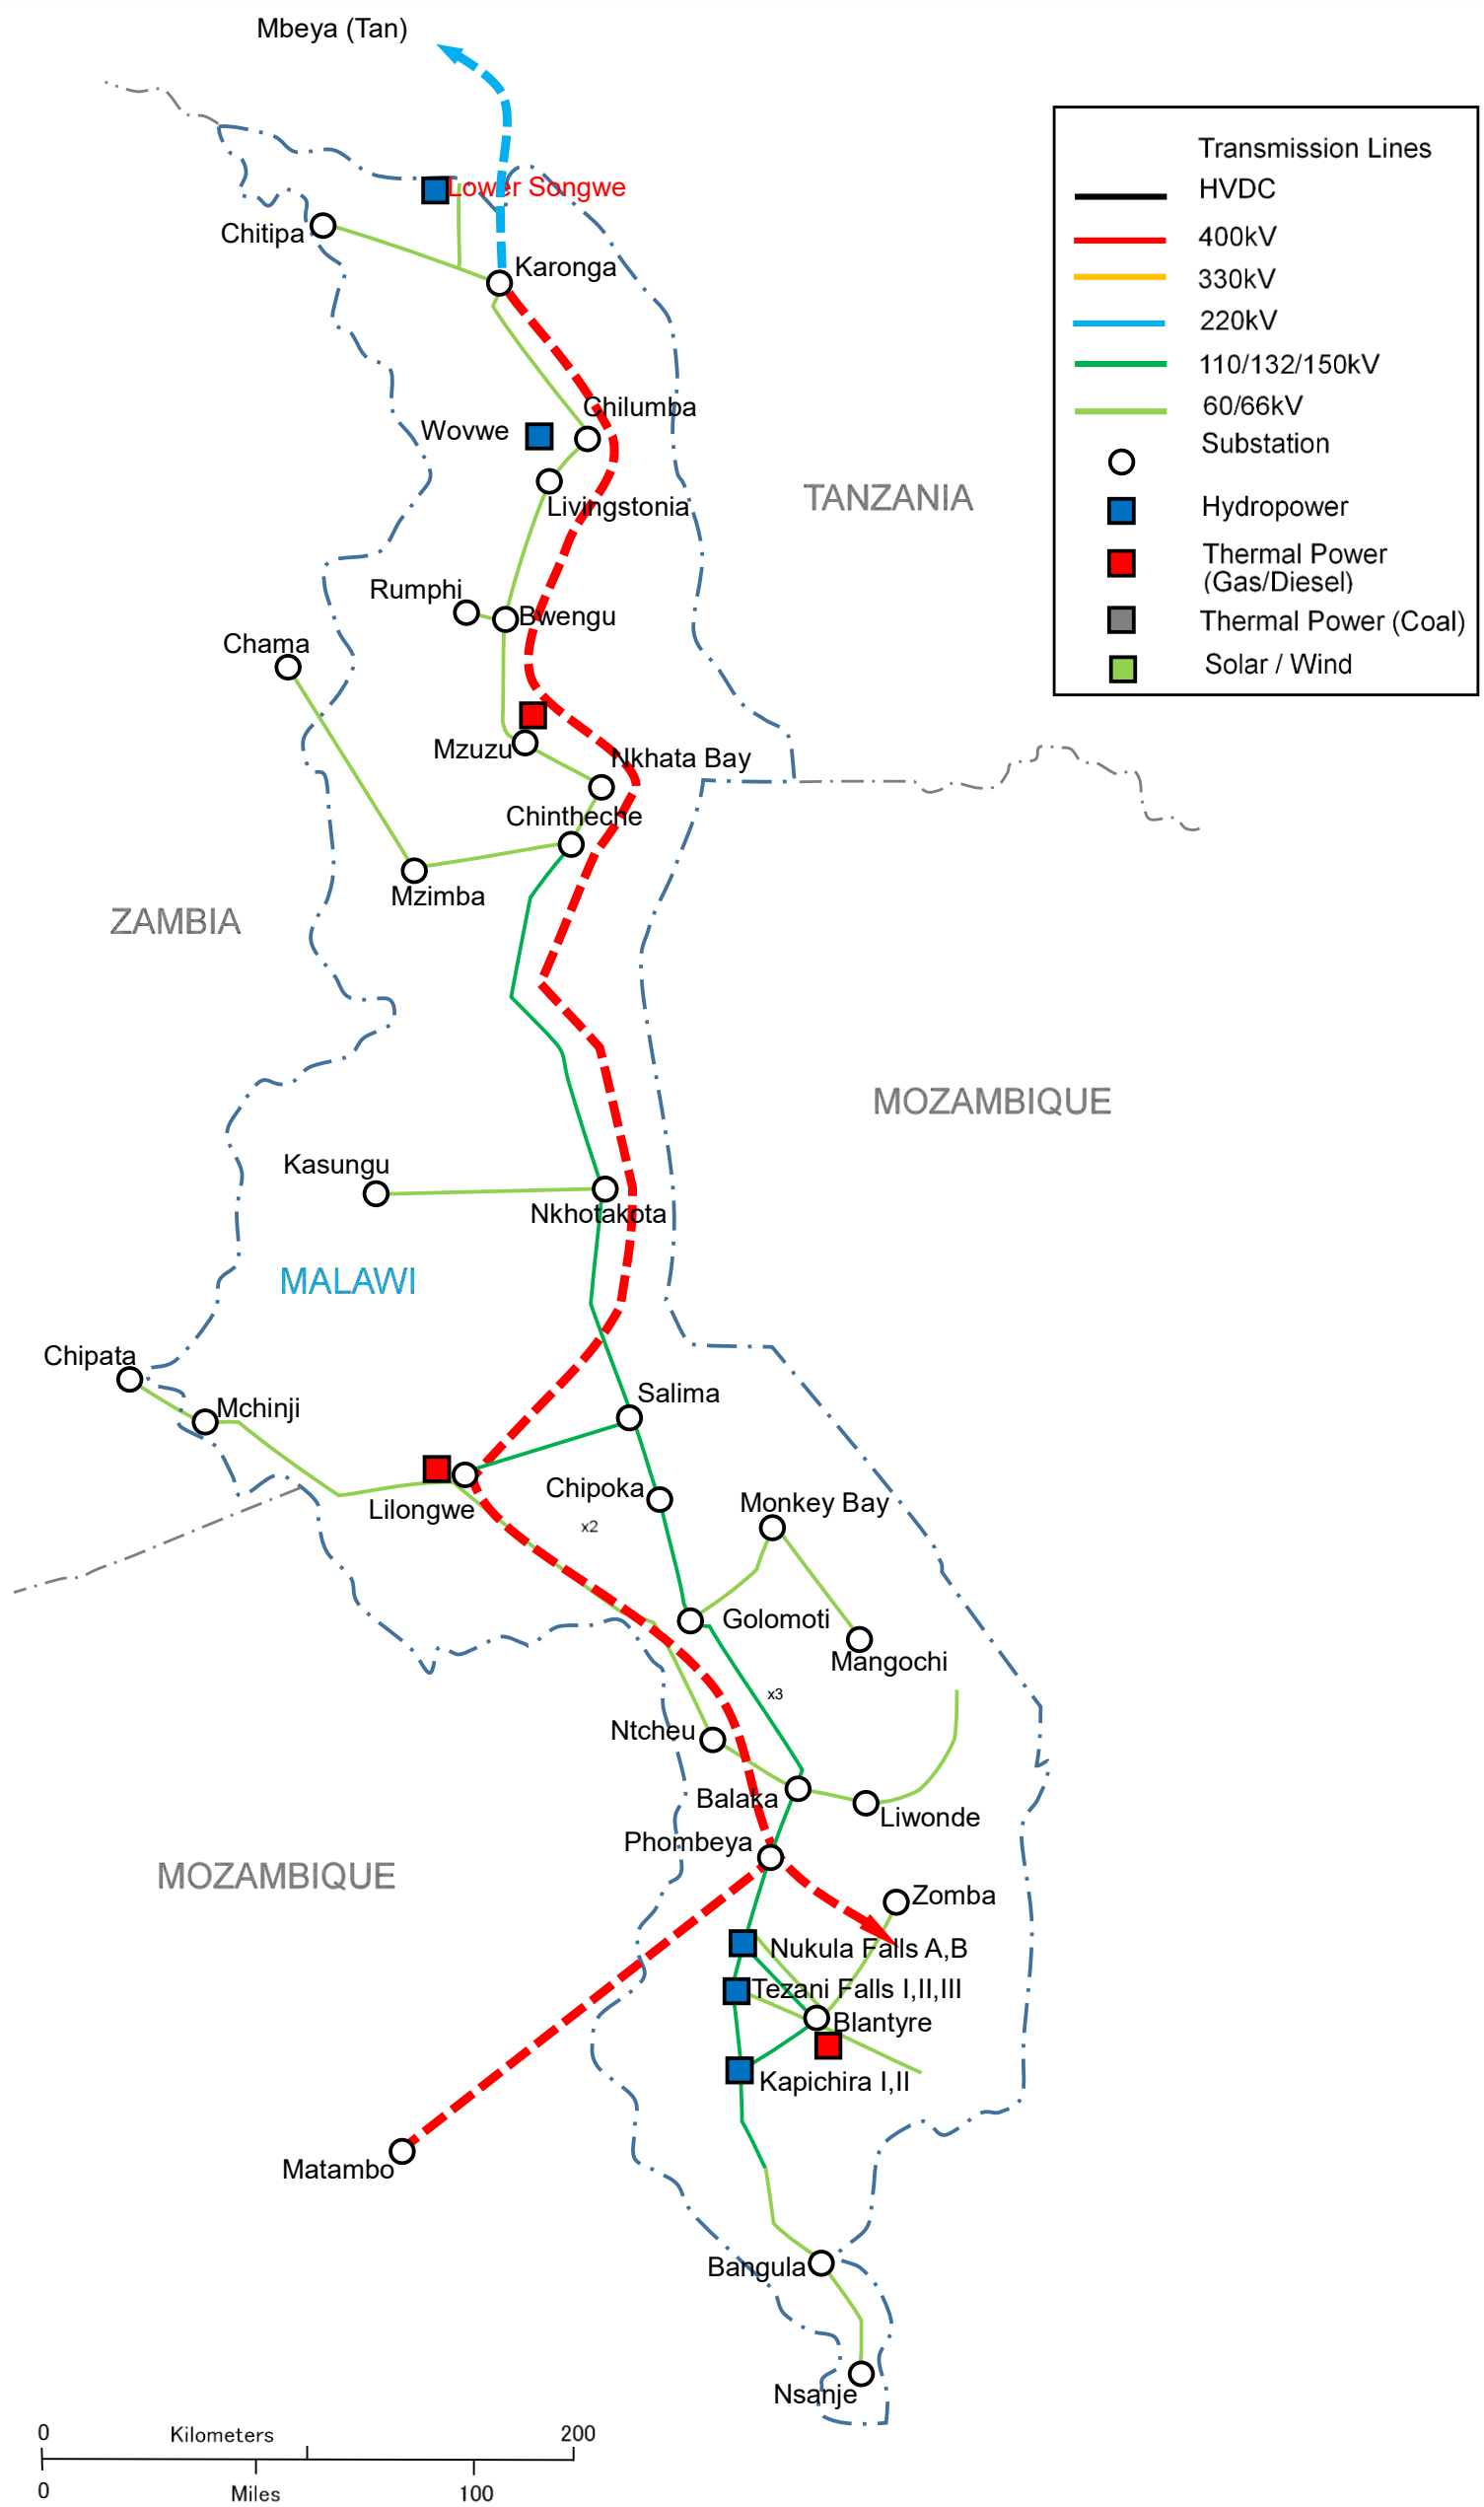 Mbeya (Tan)
Transmission Lines
HVDC
400kV
330kV
220kV
110/132/150kV
60/66kV
Substation
Hydropower
Thermal Power
(Gas/Diesel)
Thermal Power (Coal)
Solar / Wind
Lower Songwe
Chitipa
Karonga
Chilumba
Wovwe
Livingstonia
TANZANIA
Rumphi
Bwengu
Chama
Mzuzu
Nkhata Bay
Chintheche
Mzimba
ZAMBIA
MOZAMBIQUE
Kasungu
Nkhotakota
MALAWI
Chipata
Mchinji
Salima
Lilongwe
Chipoka
x2
Monkey Bay
Golomoti
Mangochi
x3
Ntcheu
Balaka
Liwonde
Phombeya
MOZAMBIQUE
Zomba
Nukula Falls A,B
Tezani Falls I,II,III
Blantyre
Kapichira I,II
Matambo
Bangula
Nsanje
0 Kilometers 200
0 Miles 100